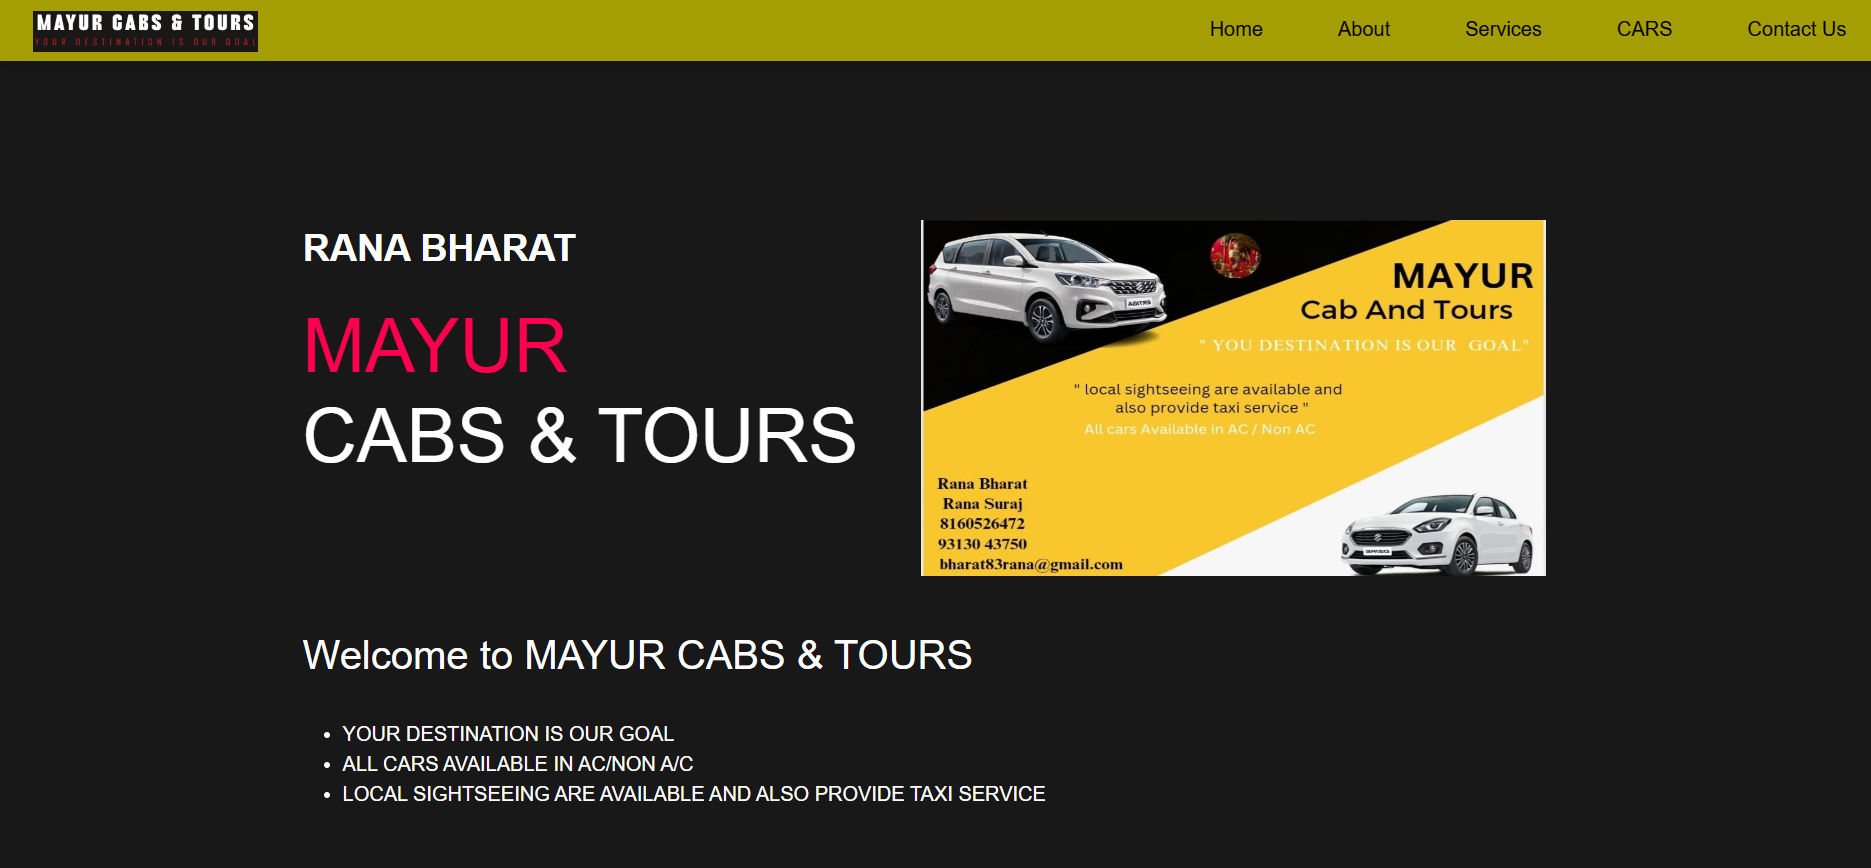 MAYUR CABS & TOURS
YOUR DESTINATION IS OUR GOAL
Home
About
Services
CARS
Contact Us
RANA BHARAT
MAYUR
CABS & TOURS
ERTIGA
MAYUR
Cab And Tours
" YOU DESTINATION IS OUR GOAL"
" local sightseeing are available and
also provide taxi service "
All cars Available in AC / Non AC
Rana Bharat
Rana Suraj
8160526472
93130 43750
bharat83rana@gmail.com
Welcome to MAYUR CABS & TOURS
• YOUR DESTINATION IS OUR GOAL
• ALL CARS AVAILABLE IN AC/NON A/C
• LOCAL SIGHTSEEING ARE AVAILABLE AND ALSO PROVIDE TAXI SERVICE